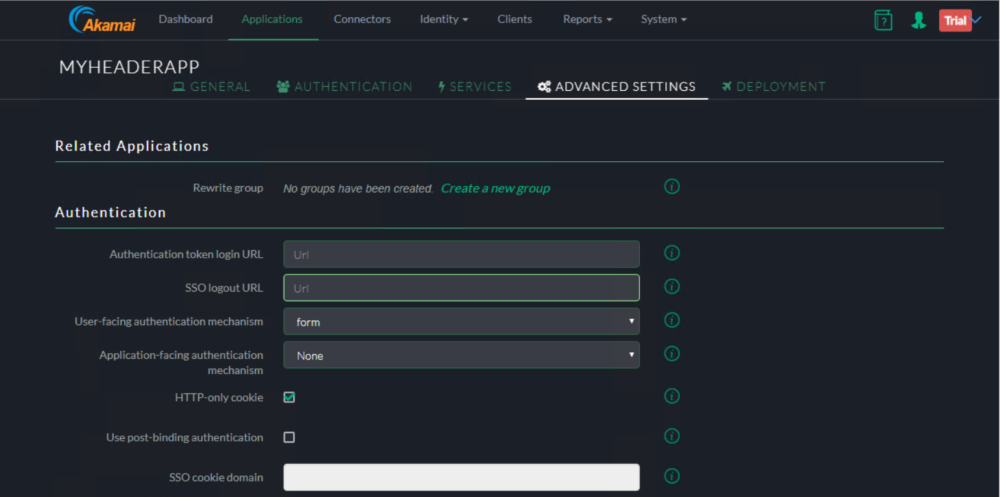 Akamai Dashboard Applications Connectors Identity Clients Reports System ? Trial
MYHEADERAPP
GENERAL AUTHENTICATION SERVICES ADVANCED SETTINGS DEPLOYMENT
Related Applications
Rewrite group No groups have been created. Create a new group i
Authentication
Authentication token login URL Url i
SSO logout URL Url i
User-facing authentication mechanism form i
Application-facing authentication None i
mechanism
HTTP-only cookie i
Use post-binding authentication i
SSO cookie domain i